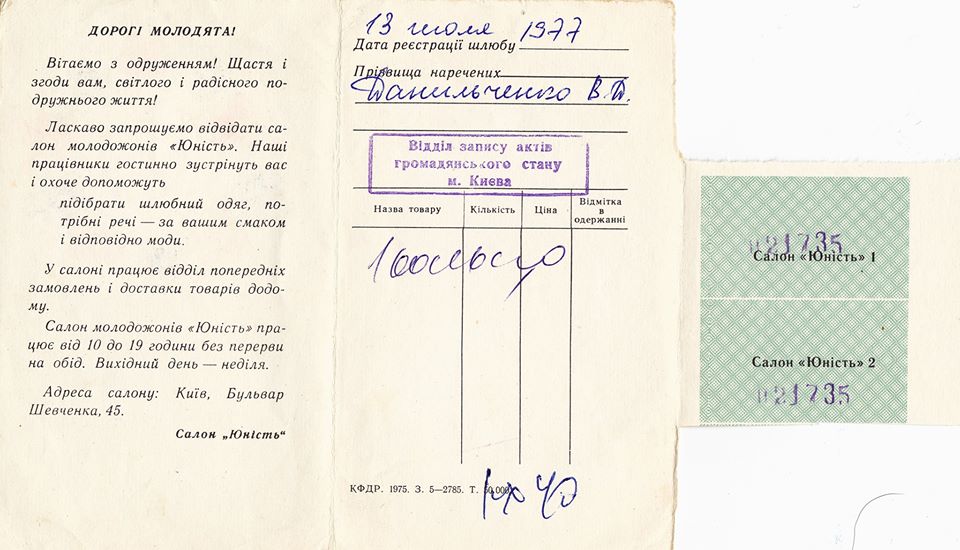 ДОРОГІ МОЛОДЯТА!
Вітаємо з одруженням! Щастя і
згоди вам, світлого і радісного по-
дружнього життя!
Ласкаво запрошуємо відвідати са-
лон молодожонів «Юність». Наші
працівники гостинно зустрінуть вас
і охоче допоможуть
підібрати шлюбний одяг, по-
трібні речі — за вашим смаком
і відповідно моди.
У салоні працює відділ попередніх
замовлень і доставки товарів додо-
му.
Салон молодожонів «Юність» пра-
цює від 10 до 19 години без перерви
на обід. Вихідний день — неділя.
Адреса салону: Київ, Бульвар
Шевченка, 45.
Салон „Юність“
13 июля 1977
Дата реєстрації шлюбу
Прізвища наречених
Данильченко В.Д.
Відділ запису актів
громадянського стану
м. Києва
Назва товару Кількість Ціна Відмітка в одержанні
КФДР. 1975. З. 5—2785. Т. 50.000
021735
Салон «Юність» 1
Салон «Юність» 2
021735